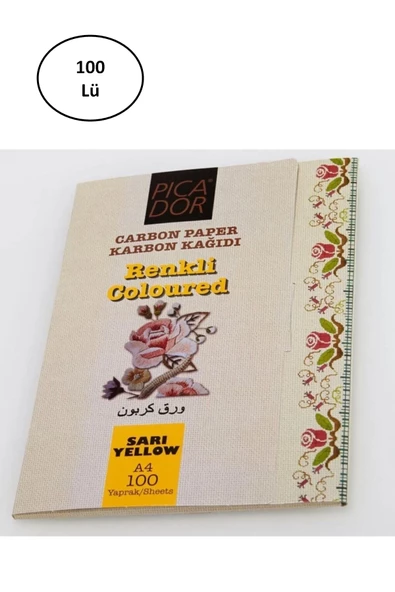 100
Lü
PICA
DOR
CARBON PAPER
KARBON KAĞIDI
Renkli
Coloured
ورق كربون
SARI
YELLOW
A4
100
Yaprak/Sheets